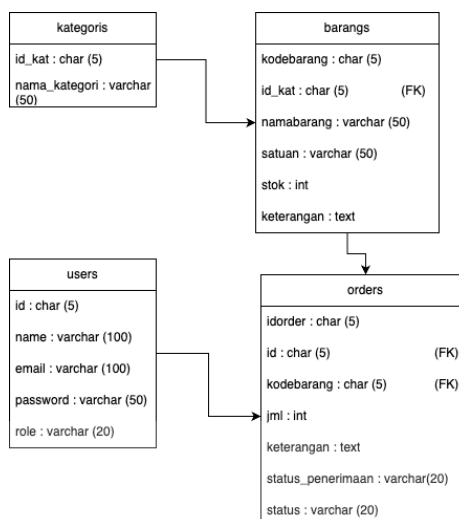 kategoris
id_kat : char (5)
nama_kategori : varchar
(50)
barangs
kodebarang : char (5)
id_kat : char (5) (FK)
namabarang : varchar (50)
satuan : varchar (50)
stok : int
keterangan : text
users
id : char (5)
name : varchar (100)
email : varchar (100)
password : varchar (50)
role : varchar (20)
orders
idorder : char (5)
id : char (5) (FK)
kodebarang : char (5) (FK)
jml : int
keterangan : text
status_penerimaan : varchar(20)
status : varchar (20)